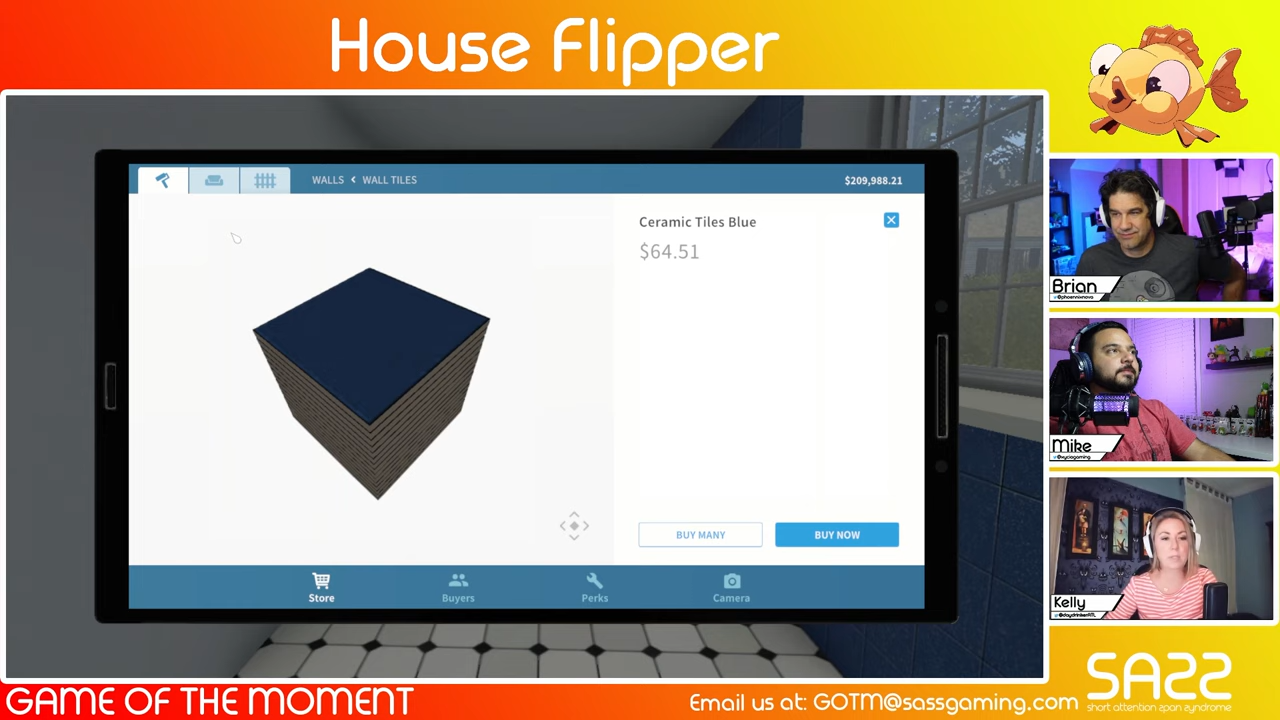 House Flipper
WALLS < WALL TILES
$209,988.21
Ceramic Tiles Blue
$64.51
BUY MANY
BUY NOW
Store
Buyers
Perks
Camera
Brian
@phoennixnova
Mike
Kelly
@daydrinkerATL
GAME OF THE MOMENT
Email us at: GOTM@sassgaming.com
SASS
short attention span syndrome